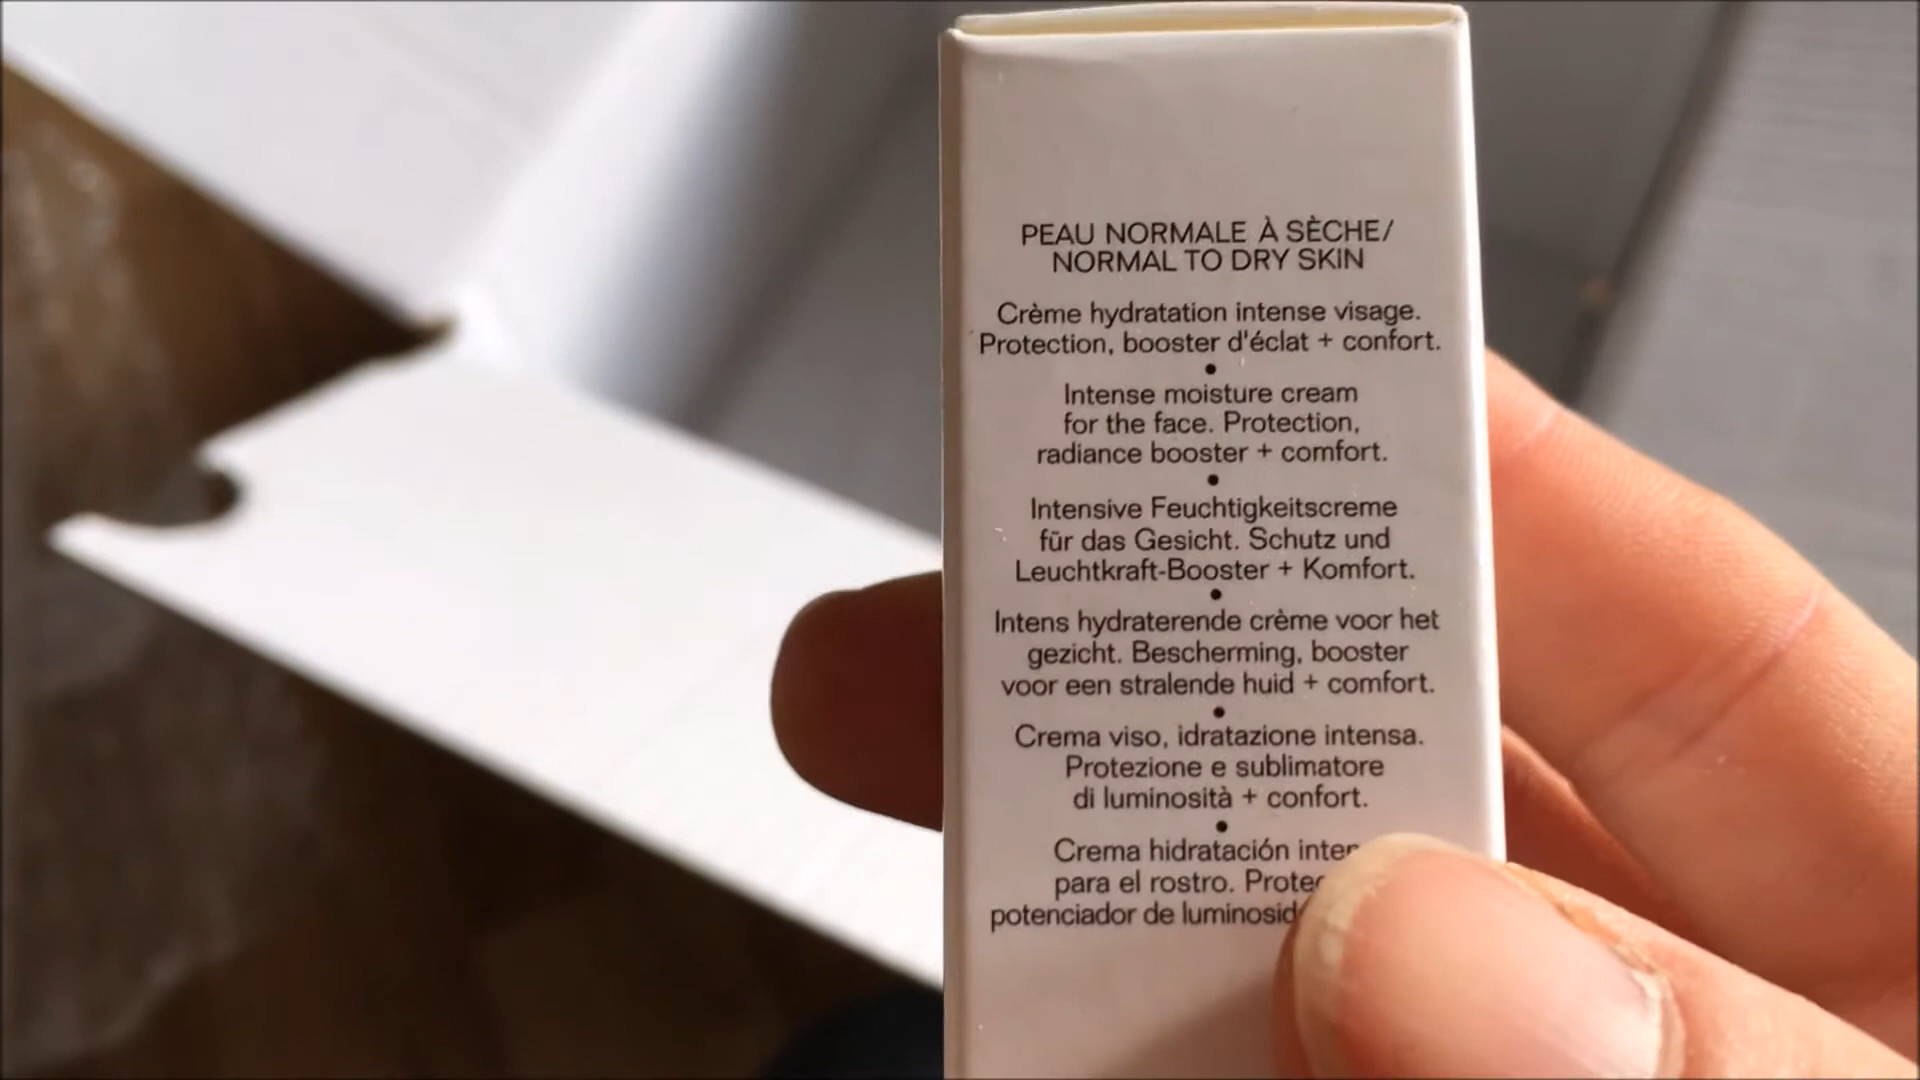 PEAU NORMALE À SÈCHE/
NORMAL TO DRY SKIN
Crème hydratation intense visage.
Protection, booster d'éclat + confort.
•
Intense moisture cream
for the face. Protection,
radiance booster + comfort.
•
Intensive Feuchtigkeitscreme
für das Gesicht. Schutz und
Leuchtkraft-Booster + Komfort.
•
Intens hydraterende crème voor het
gezicht. Bescherming, booster
voor een stralende huid + comfort.
•
Crema viso, idratazione intensa.
Protezione e sublimatore
di luminosità + confort.
•
Crema hidratación
para el rostro.
potenciador de